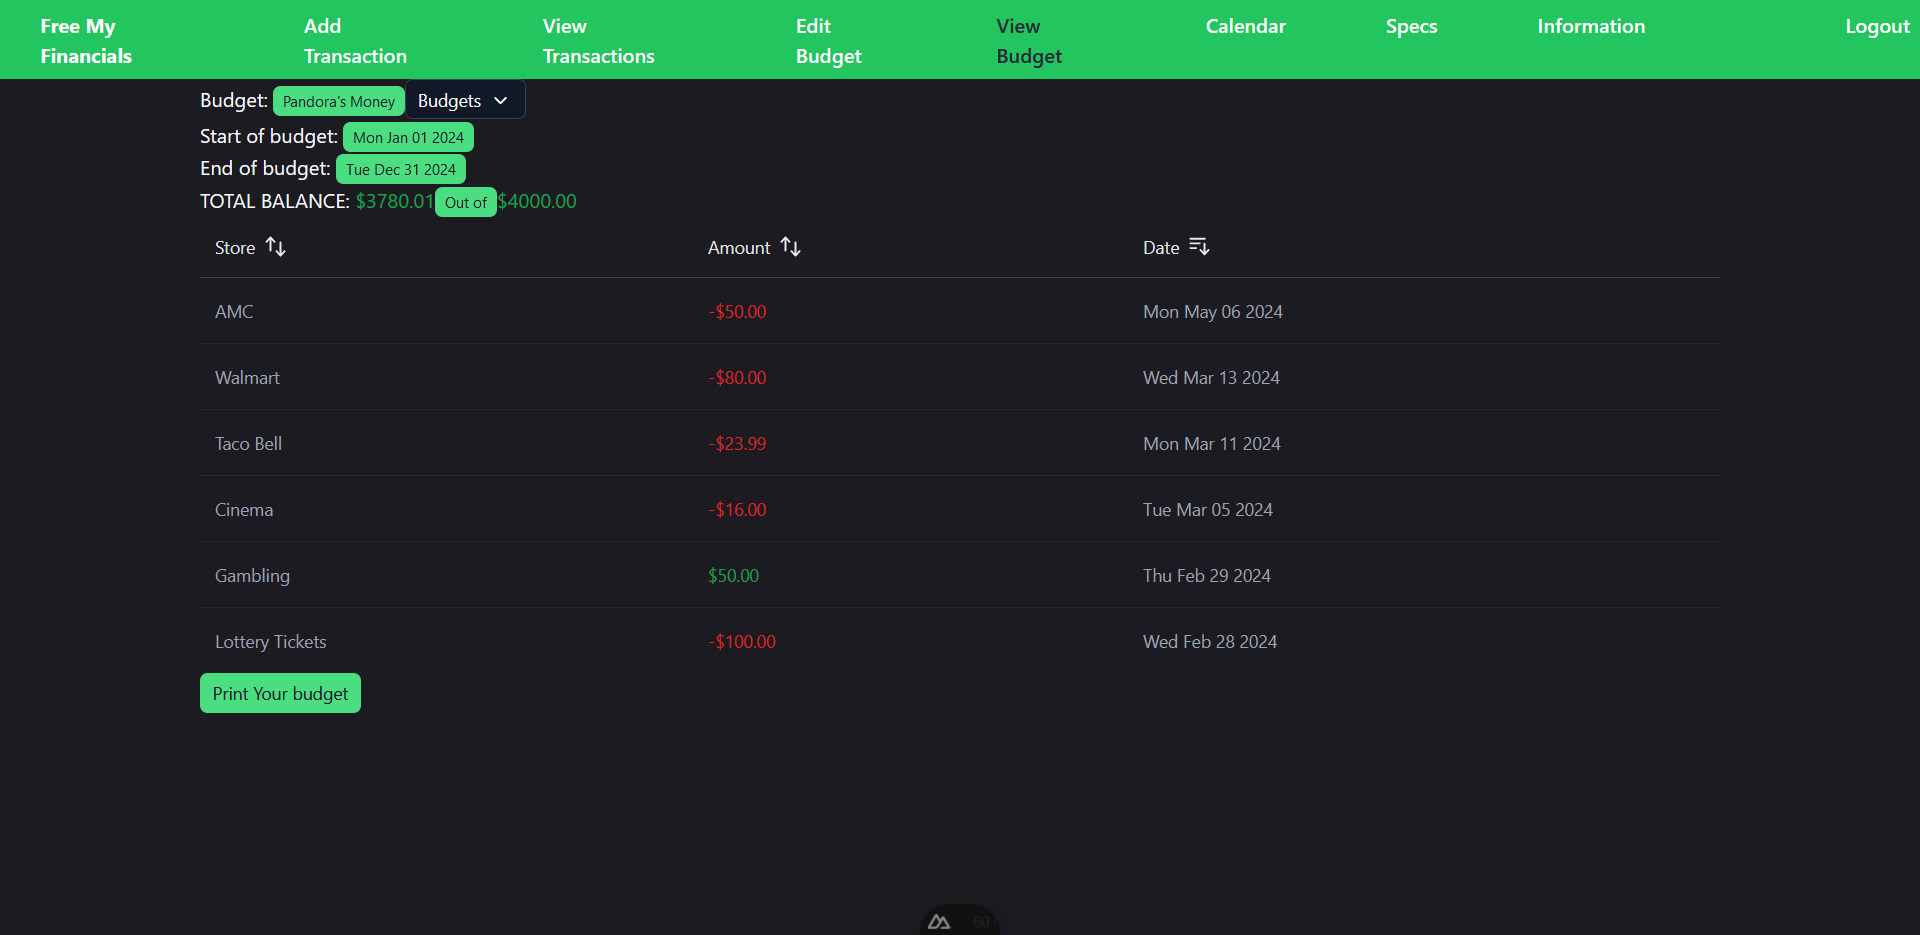 Free My Financials
Add Transaction
View Transactions
Edit Budget
View Budget
Calendar
Specs
Information
Logout
Budget: Pandora's Money Budgets
Start of budget: Mon Jan 01 2024
End of budget: Tue Dec 31 2024
TOTAL BALANCE: $3780.01 Out of $4000.00
Store Amount Date
AMC -$50.00 Mon May 06 2024
Walmart -$80.00 Wed Mar 13 2024
Taco Bell -$23.99 Mon Mar 11 2024
Cinema -$16.00 Tue Mar 05 2024
Gambling $50.00 Thu Feb 29 2024
Lottery Tickets -$100.00 Wed Feb 28 2024
Print Your budget
60